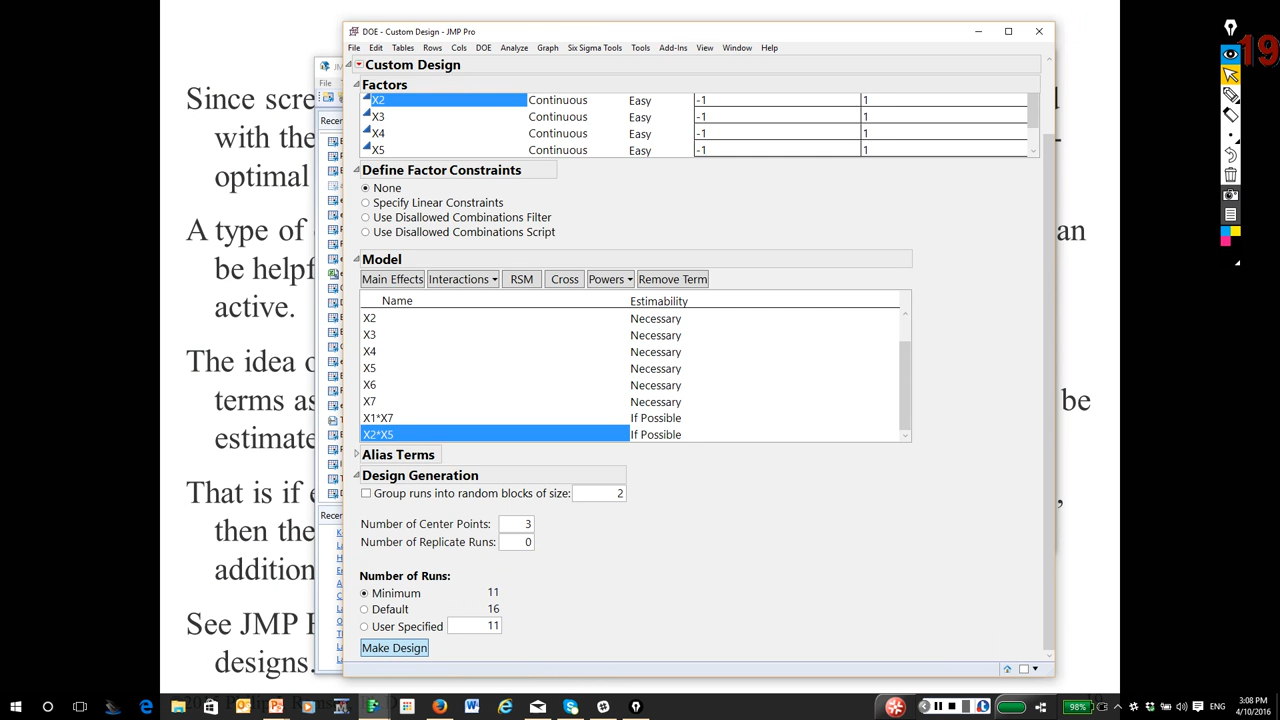 DOE - Custom Design - JMP Pro
File Edit Tables Rows Cols DOE Analyze Graph Six Sigma Tools Tools Add-Ins View Window Help
Custom Design
Factors
X2 Continuous Easy -1 1
X3 Continuous Easy -1 1
X4 Continuous Easy -1 1
X5 Continuous Easy -1 1
Define Factor Constraints
None
Specify Linear Constraints
Use Disallowed Combinations Filter
Use Disallowed Combinations Script
Model
Main Effects Interactions RSM Cross Powers Remove Term
Name Estimability
X2 Necessary
X3 Necessary
X4 Necessary
X5 Necessary
X6 Necessary
X7 Necessary
X1*X7 If Possible
X2*X5 If Possible
Alias Terms
Design Generation
Group runs into random blocks of size: 2
Number of Center Points: 3
Number of Replicate Runs: 0
Number of Runs:
Minimum 11
Default 16
User Specified 11
Make Design
Since
with the
optimal
A type of an
be
active.
The idea
terms be
That is if
then the
See JMP
designs.
File
19
98% ENG 3:08 PM
4/10/2016